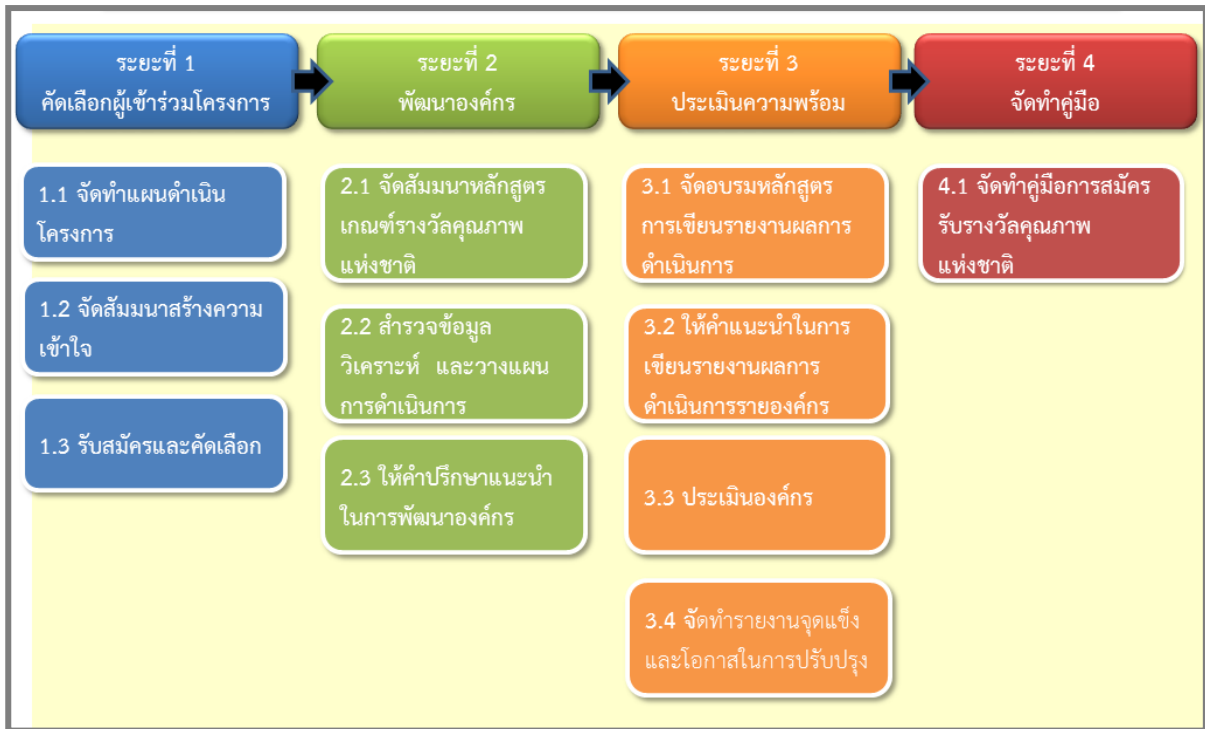 ระยะที่ 1
คัดเลือกผู้เข้าร่วมโครงการ
ระยะที่ 2
พัฒนาองค์กร
ระยะที่ 3
ประเมินความพร้อม
ระยะที่ 4
จัดทำคู่มือ
1.1 จัดทำแผนดำเนิน
โครงการ
1.2 จัดสัมมนาสร้างความ
เข้าใจ
1.3 รับสมัครและคัดเลือก
2.1 จัดสัมมนาหลักสูตร
เกณฑ์รางวัลคุณภาพ
แห่งชาติ
2.2 สำรวจข้อมูล
วิเคราะห์ และวางแผน
การดำเนินการ
2.3 ให้คำปรึกษาแนะนำ
ในการพัฒนาองค์กร
3.1 จัดอบรมหลักสูตร
การเขียนรายงานผลการ
ดำเนินการ
3.2 ให้คำแนะนำในการ
เขียนรายงานผลการ
ดำเนินการรายองค์กร
3.3 ประเมินองค์กร
3.4 จัดทำรายงานจุดแข็ง
และโอกาสในการปรับปรุง
4.1 จัดทำคู่มือการสมัคร
รับรางวัลคุณภาพ
แห่งชาติ